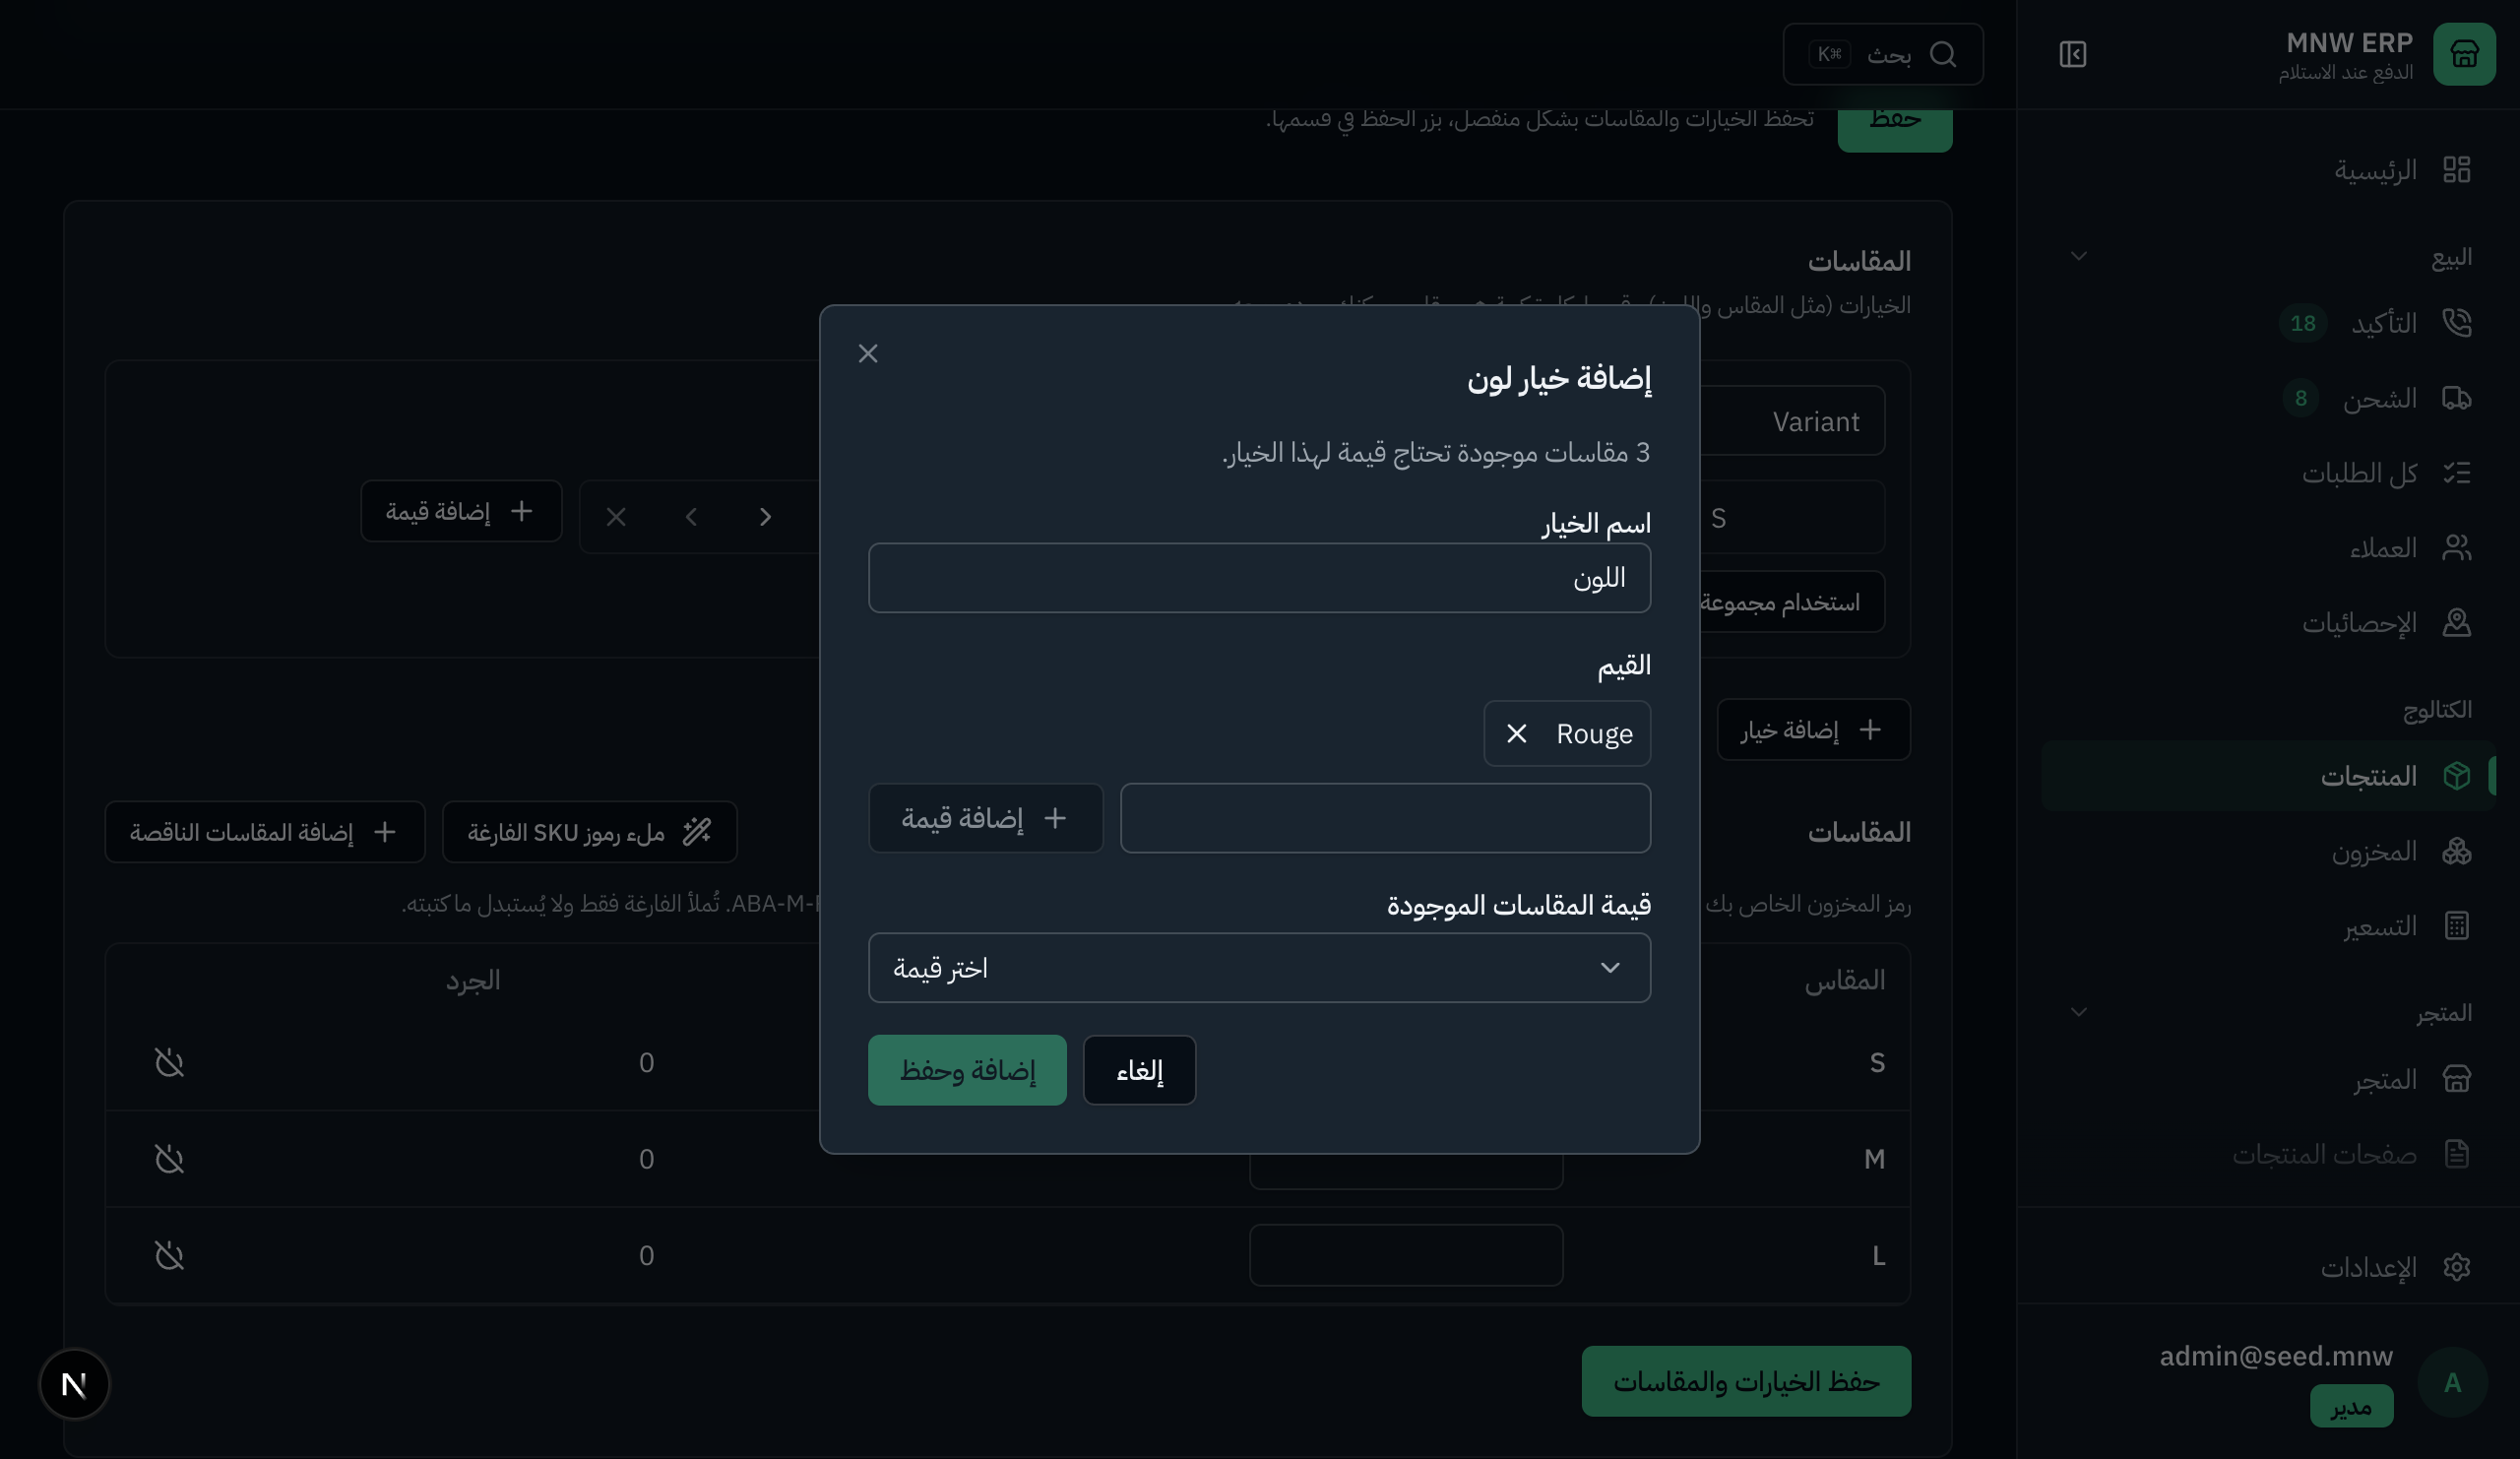 MNW ERP
الدفع عند الاستلام
بحث
K⌘
الرئيسية
البيع
التأكيد 18
الشحن 8
كل الطلبات
العملاء
الإحصائيات
الكتالوج
المنتجات
المخزون
التسعير
المتجر
المتجر
صفحات المنتجات
الإعدادات
admin@seed.mnw
مدير
A
حفظ
تحفظ الخيارات والمقاسات بشكل منفصل، بزر الحفظ في قسمها.
المقاسات
الخيارات (مثل المقاس
Variant
S
إضافة قيمة
استخدام مجموعة
إضافة خيار
المقاسات
ملء رموز SKU الفارغة
إضافة المقاسات الناقصة
رمز المخزون الخاص بك
ABA-M-. تُملأ الفارغة فقط ولا يُستبدل ما كتبته.
المقاس
الجرد
S
0
M
0
L
0
حفظ الخيارات والمقاسات
إضافة خيار لون
3 مقاسات موجودة تحتاج قيمة لهذا الخيار.
اسم الخيار
اللون
القيم
Rouge
إضافة قيمة
قيمة المقاسات الموجودة
اختر قيمة
إلغاء
إضافة وحفظ
N